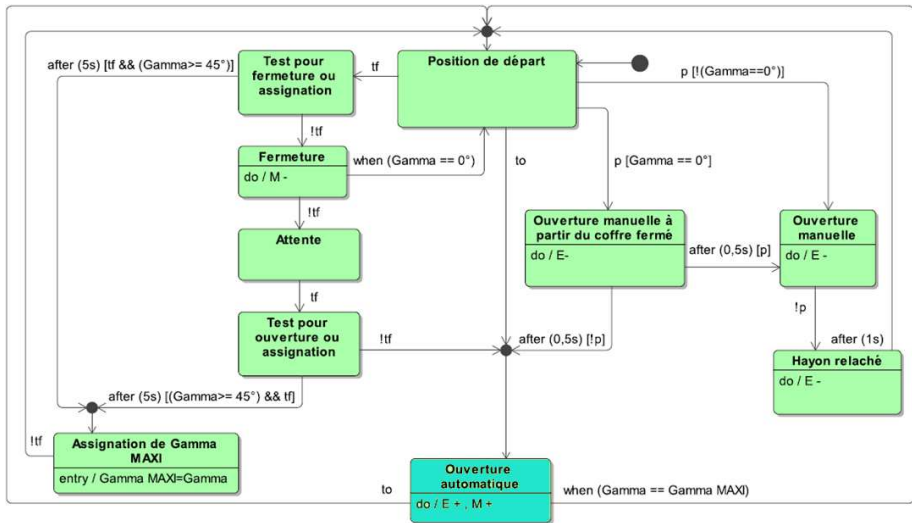 after (5s) [tf && (Gamma>= 45°)]
Test pour
fermeture ou
assignation
tf
Position de départ
p [!(Gamma==0°)]
!tf
Fermeture
do / M -
when (Gamma == 0°)
to
p [Gamma == 0°]
!tf
Attente
Ouverture manuelle à
partir du coffre fermé
do / E-
after (0,5s) [p]
Ouverture
manuelle
do / E -
tf
Test pour
ouverture ou
assignation
!tf
after (0,5s) [!p]
!p
after (1s)
Hayon relaché
do / E -
after (5s) [(Gamma>= 45°) && tf]
!tf
Assignation de Gamma
MAXI
entry / Gamma MAXI=Gamma
to
Ouverture
automatique
do / E + , M +
when (Gamma == Gamma MAXI)